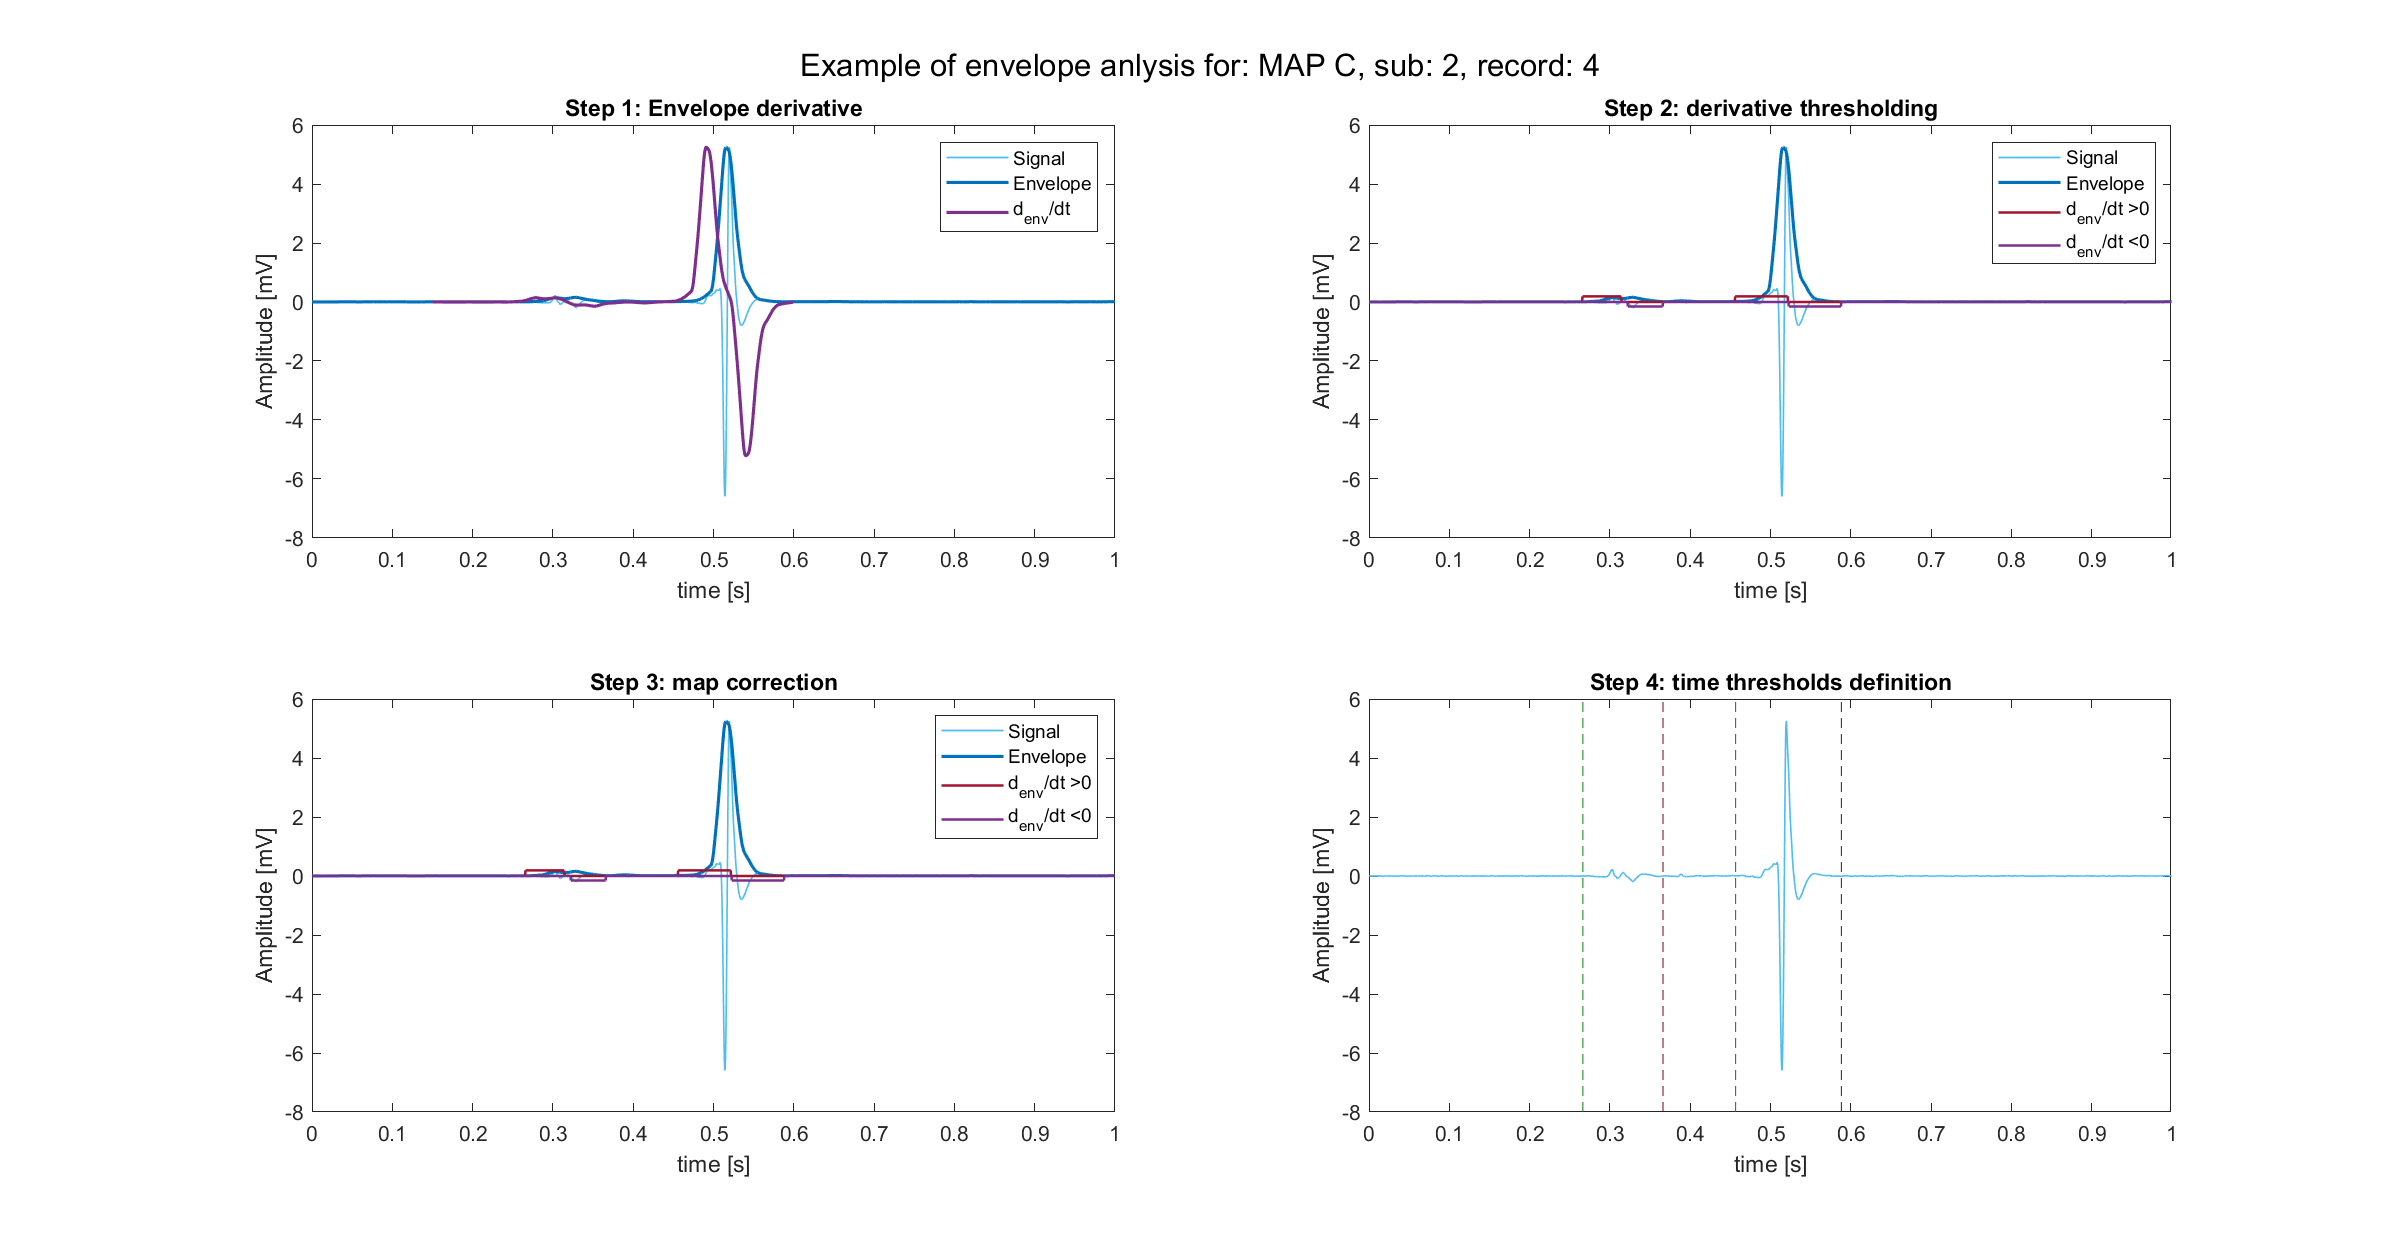 Example of envelope anlysis for: MAP C, sub: 2, record: 4
Step 1: Envelope derivative
6
4
2
0
-2
-4
-6
-8
Amplitude [mV]
0 0.1 0.2 0.3 0.4 0.5 0.6 0.7 0.8 0.9 1
time [s]
Signal
Envelope
d_env/dt
Step 2: derivative thresholding
6
4
2
0
-2
-4
-6
-8
Amplitude [mV]
0 0.1 0.2 0.3 0.4 0.5 0.6 0.7 0.8 0.9 1
time [s]
Signal
Envelope
d_env/dt >0
d_env/dt <0
Step 3: map correction
6
4
2
0
-2
-4
-6
-8
Amplitude [mV]
0 0.1 0.2 0.3 0.4 0.5 0.6 0.7 0.8 0.9 1
time [s]
Signal
Envelope
d_env/dt >0
d_env/dt <0
Step 4: time thresholds definition
6
4
2
0
-2
-4
-6
-8
Amplitude [mV]
0 0.1 0.2 0.3 0.4 0.5 0.6 0.7 0.8 0.9 1
time [s]